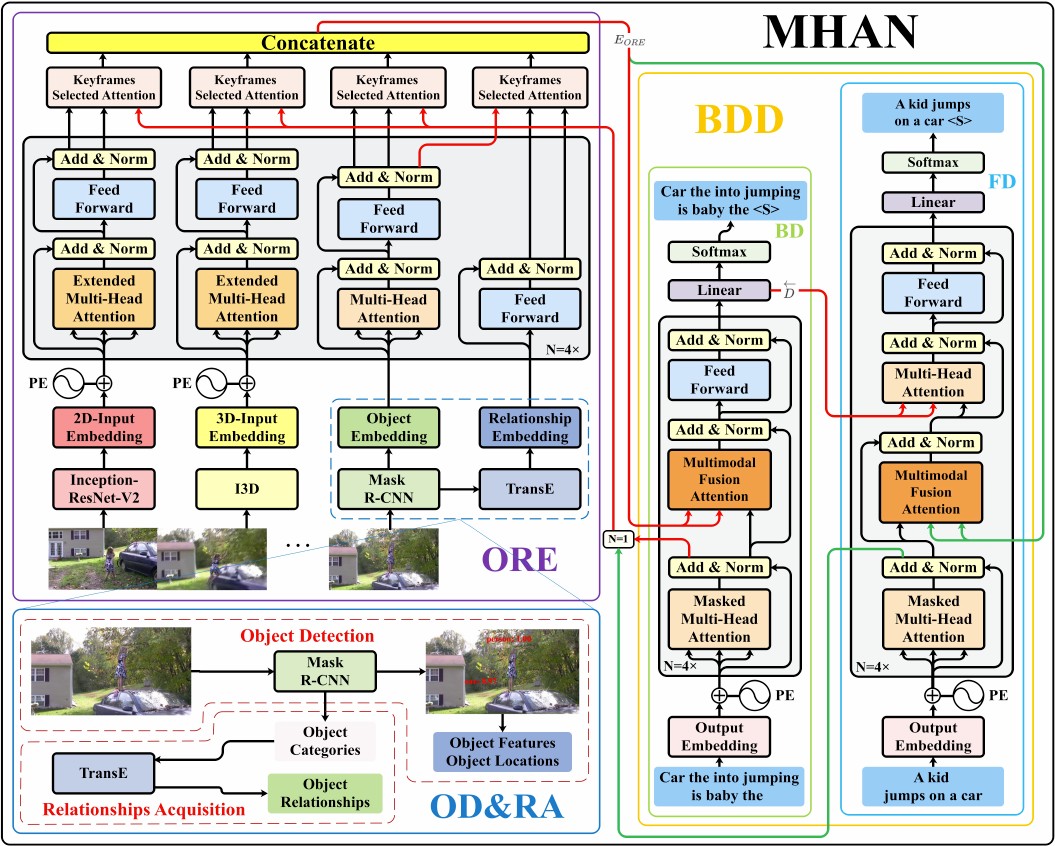 MHAN
Concatenate
E_ORE
Keyframes
Selected Attention
Keyframes
Selected Attention
Keyframes
Selected Attention
Keyframes
Selected Attention
Add & Norm
Feed
Forward
Add & Norm
Extended
Multi-Head
Attention
Add & Norm
Feed
Forward
Add & Norm
Extended
Multi-Head
Attention
Add & Norm
Feed
Forward
Add & Norm
Multi-Head
Attention
Add & Norm
Feed
Forward
N=4×
PE
PE
2D-Input
Embedding
3D-Input
Embedding
Object
Embedding
Relationship
Embedding
Inception-
ResNet-V2
I3D
Mask
R-CNN
TransE
...
ORE
N=1
Object Detection
Mask
R-CNN
Object
Categories
Object Features
Object Locations
TransE
Object
Relationships
Relationships Acquisition
OD&RA
BDD
BD
Car the into jumping
is baby the <S>
Softmax
Linear
←D
Add & Norm
Feed
Forward
Add & Norm
Multimodal
Fusion
Attention
Add & Norm
Masked
Multi-Head
Attention
N=4×
PE
Output
Embedding
Car the into jumping
is baby the
FD
A kid jumps
on a car <S>
Softmax
Linear
Add & Norm
Feed
Forward
Add & Norm
Multi-Head
Attention
Add & Norm
Multimodal
Fusion
Attention
Add & Norm
Masked
Multi-Head
Attention
N=4×
PE
Output
Embedding
A kid
jumps on a car